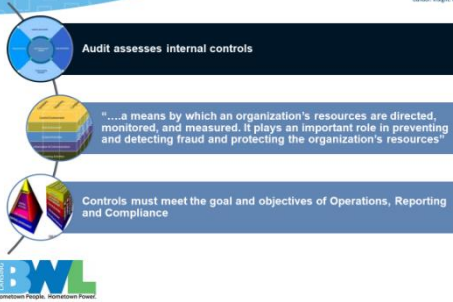 Audit assesses internal controls
“....a means by which an organization’s resources are directed,
monitored, and measured. It plays an important role in preventing
and detecting fraud and protecting the organization’s resources”
Controls must meet the goal and objectives of Operations, Reporting
and Compliance
LANSING
BWL
Hometown People. Hometown Power.